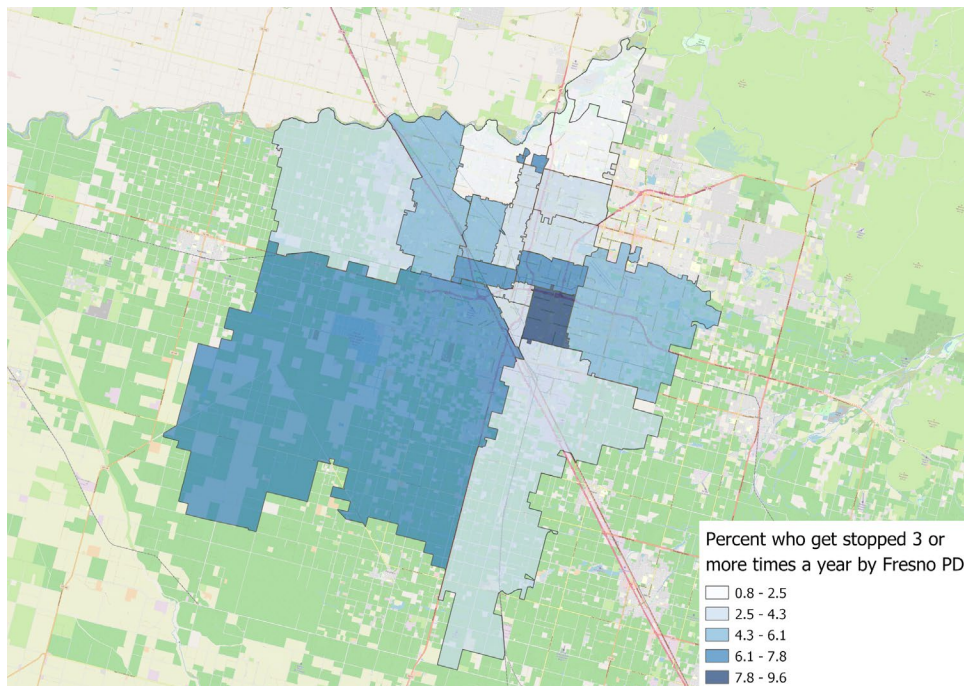 Percent who get stopped 3 or
more times a year by Fresno PD
0.8 - 2.5
2.5 - 4.3
4.3 - 6.1
6.1 - 7.8
7.8 - 9.6